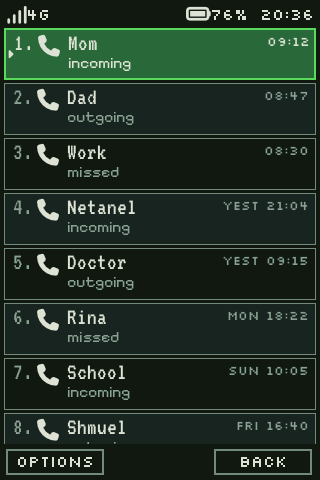 4G 76% 20:36
1. Mom 09:12
incoming
2. Dad 08:47
outgoing
3. Work 08:30
missed
4. Netanel YEST 21:04
incoming
5. Doctor YEST 09:15
outgoing
6. Rina MON 18:22
missed
7. School SUN 10:05
incoming
8. Shmuel FRI 16:40
OPTIONS BACK